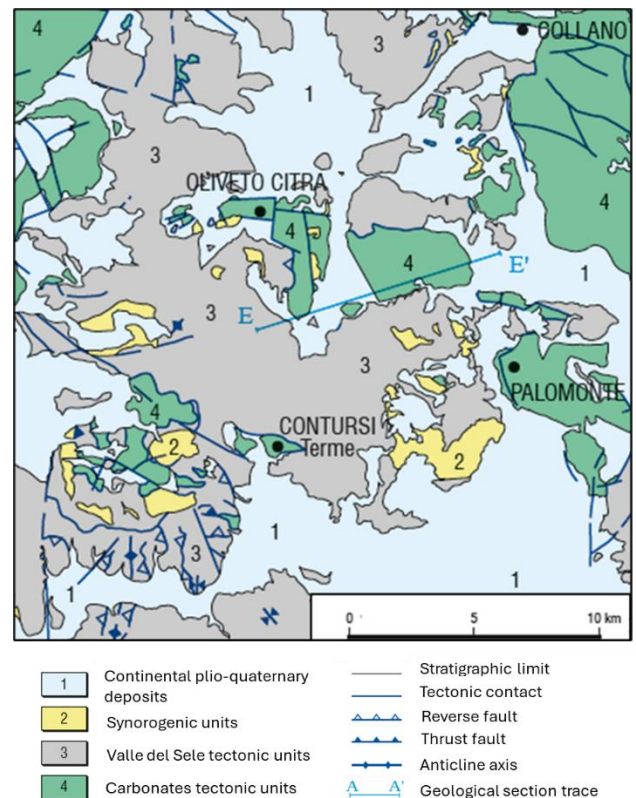 4
3
COLLANO
1
3
OLIVETO CITRA
4
4
4
E'
1
E
3
3
4
PALOMONTE
CONTURSI
Terme
2
2
1
3
1
1
0 5 10 km
1 Continental plio-quaternary
deposits
2 Synorogenic units
3 Valle del Sele tectonic units
4 Carbonates tectonic units
Stratigraphic limit
Tectonic contact
Reverse fault
Thrust fault
Anticline axis
A A' Geological section trace